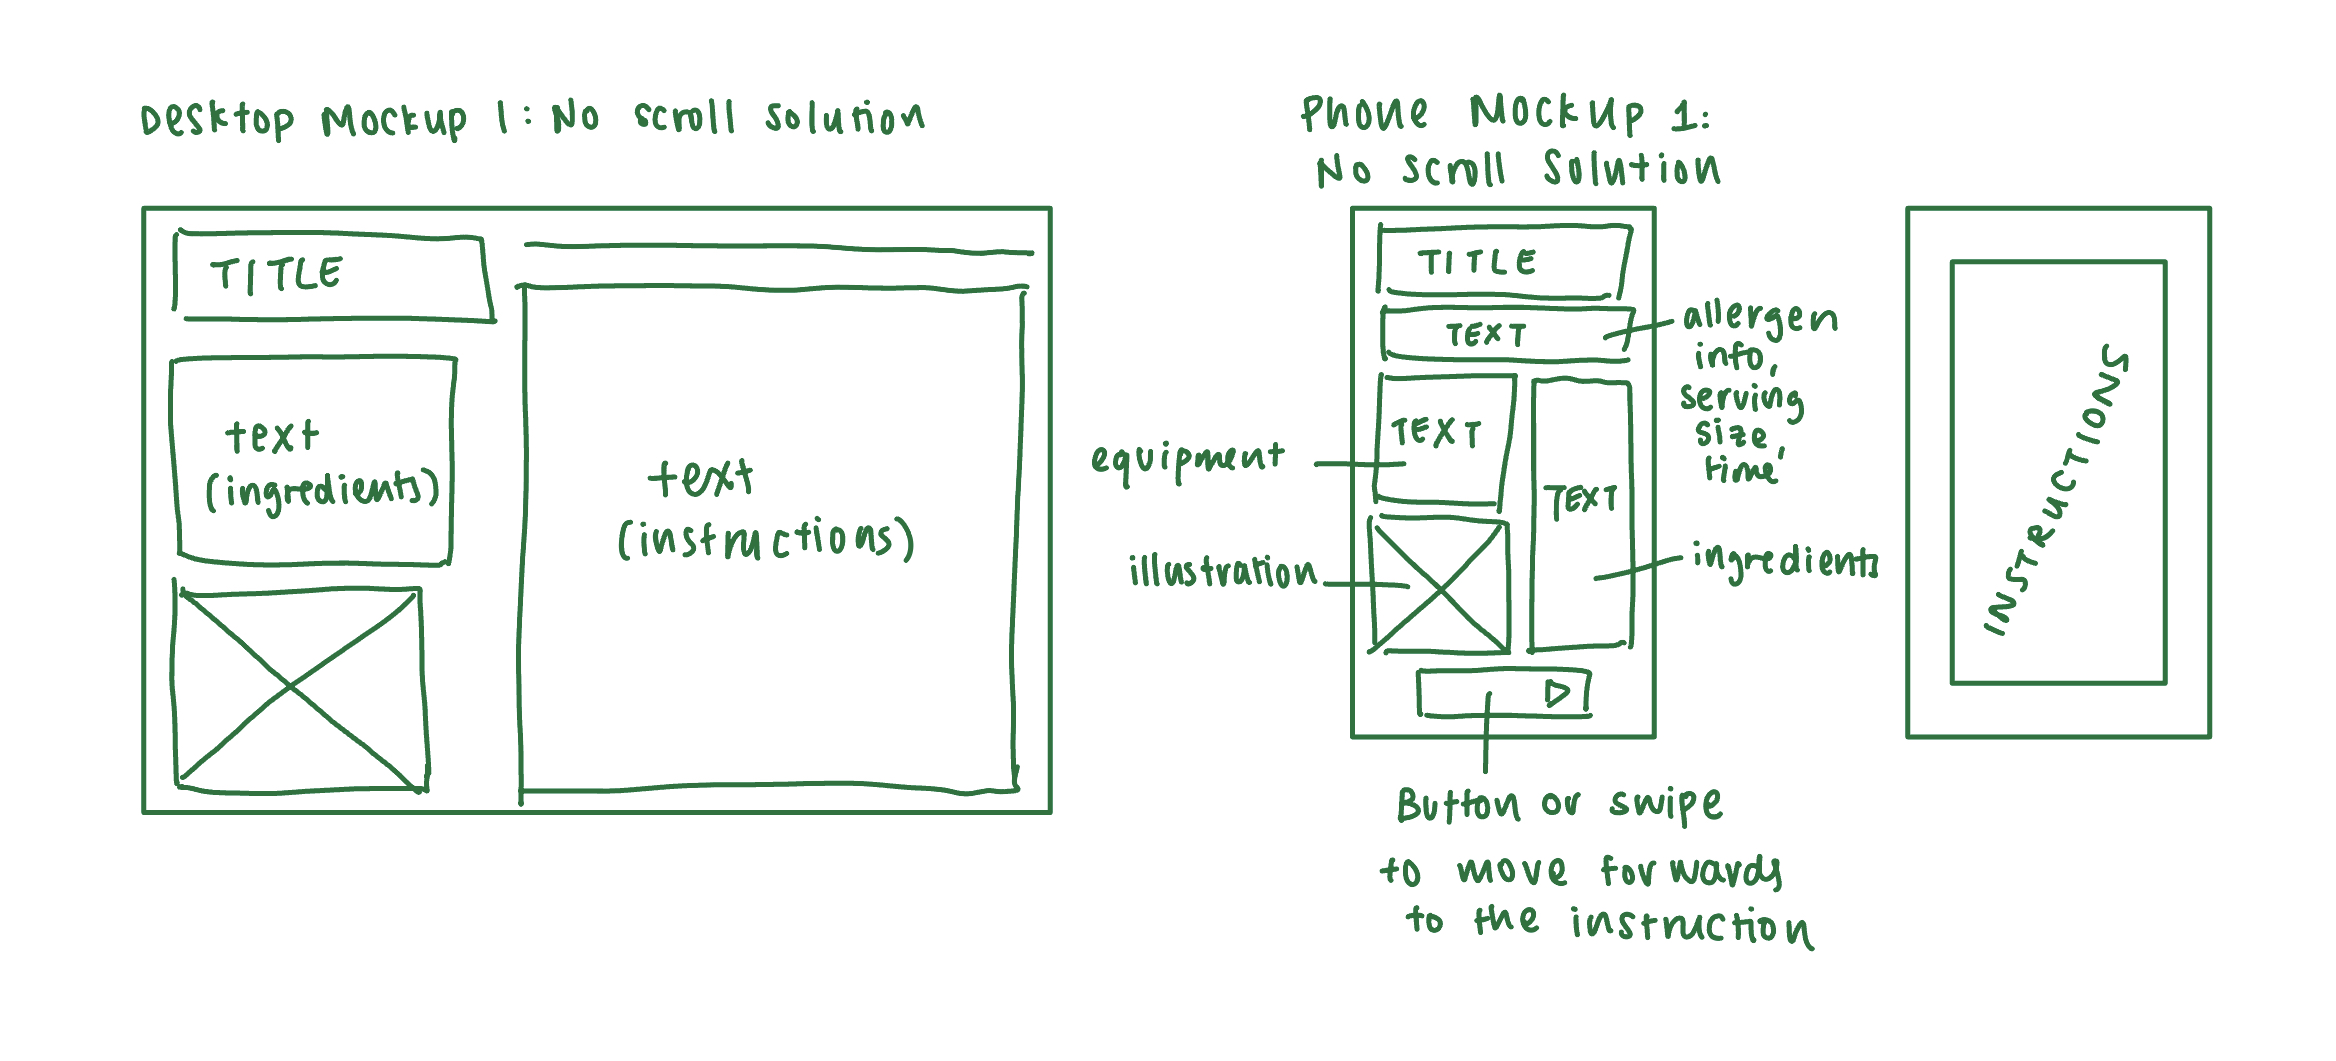 Desktop Mockup 1: No scroll solution
TITLE
text
(ingredients)
text
(instructions)
Phone Mockup 1:
No scroll Solution
TITLE
TEXT
allergen
info,
serving
size,
time
TEXT
equipment
TEXT
illustration
ingredients
Button or swipe
to move forwards
to the instruction
INSTRUCTIONS